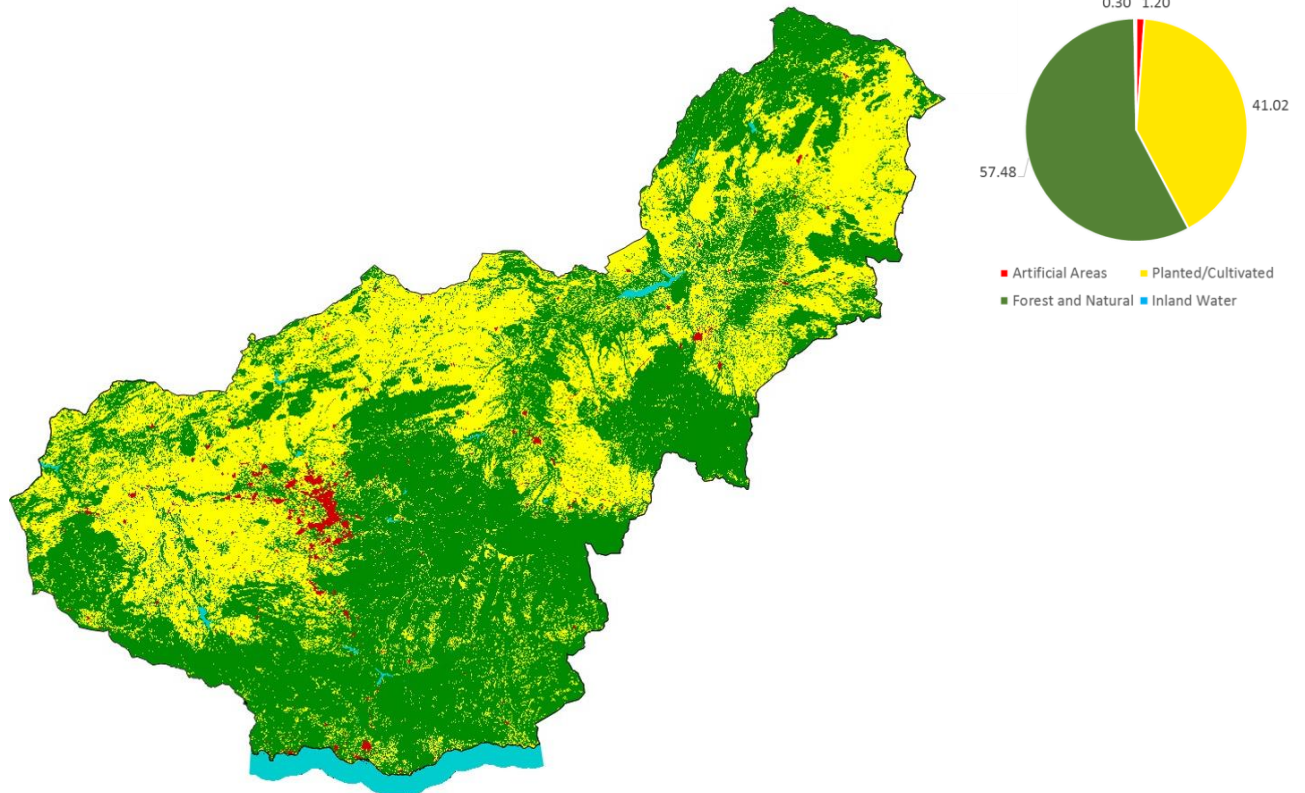 0.30 1.20
41.02
57.48
Artificial Areas Planted/Cultivated
Forest and Natural Inland Water